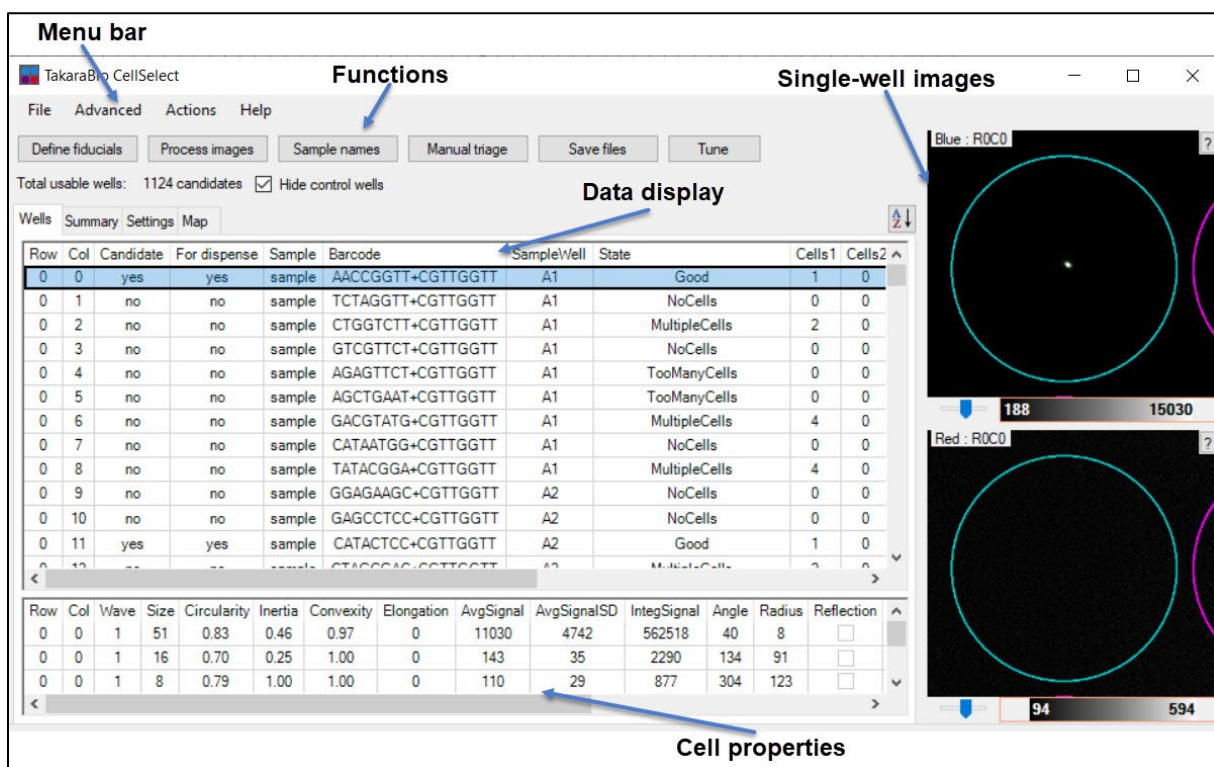 Menu bar
TakaraBio CellSelect
Functions
Single-well images
File Advanced Actions Help
Define fiducials Process images Sample names Manual triage Save files Tune
Total usable wells: 1124 candidates Hide control wells
Data display
Wells Summary Settings Map
Row Col Candidate For dispense Sample Barcode SampleWell State Cells1 Cells2
0 0 yes yes sample AACCGGTT+CGTTGGTT A1 Good 1 0
0 1 no no sample TCTAGGTT+CGTTGGTT A1 NoCells 0 0
0 2 no no sample CTGGTCTT+CGTTGGTT A1 MultipleCells 2 0
0 3 no no sample GTCGTTCT+CGTTGGTT A1 NoCells 0 0
0 4 no no sample AGAGTTCT+CGTTGGTT A1 TooManyCells 0 0
0 5 no no sample AGCTGAAT+CGTTGGTT A1 TooManyCells 0 0
0 6 no no sample GACGTATG+CGTTGGTT A1 MultipleCells 4 0
0 7 no no sample CATAATGG+CGTTGGTT A1 NoCells 0 0
0 8 no no sample TATACGGA+CGTTGGTT A1 MultipleCells 4 0
0 9 no no sample GGAGAAGC+CGTTGGTT A2 NoCells 0 0
0 10 no no sample GAGCCTCC+CGTTGGTT A2 NoCells 0 0
0 11 yes yes sample CATACTCC+CGTTGGTT A2 Good 1 0
Row Col Wave Size Circularity Inertia Convexity Elongation AvgSignal AvgSignalSD IntegSignal Angle Radius Reflection
0 0 1 51 0.83 0.46 0.97 0 11030 4742 562518 40 8
0 0 1 16 0.70 0.25 1.00 0 143 35 2290 134 91
0 0 1 8 0.79 1.00 1.00 0 110 29 877 304 123
Cell properties
Blue : R0C0 ?
188 15030
Red : R0C0 ?
94 594